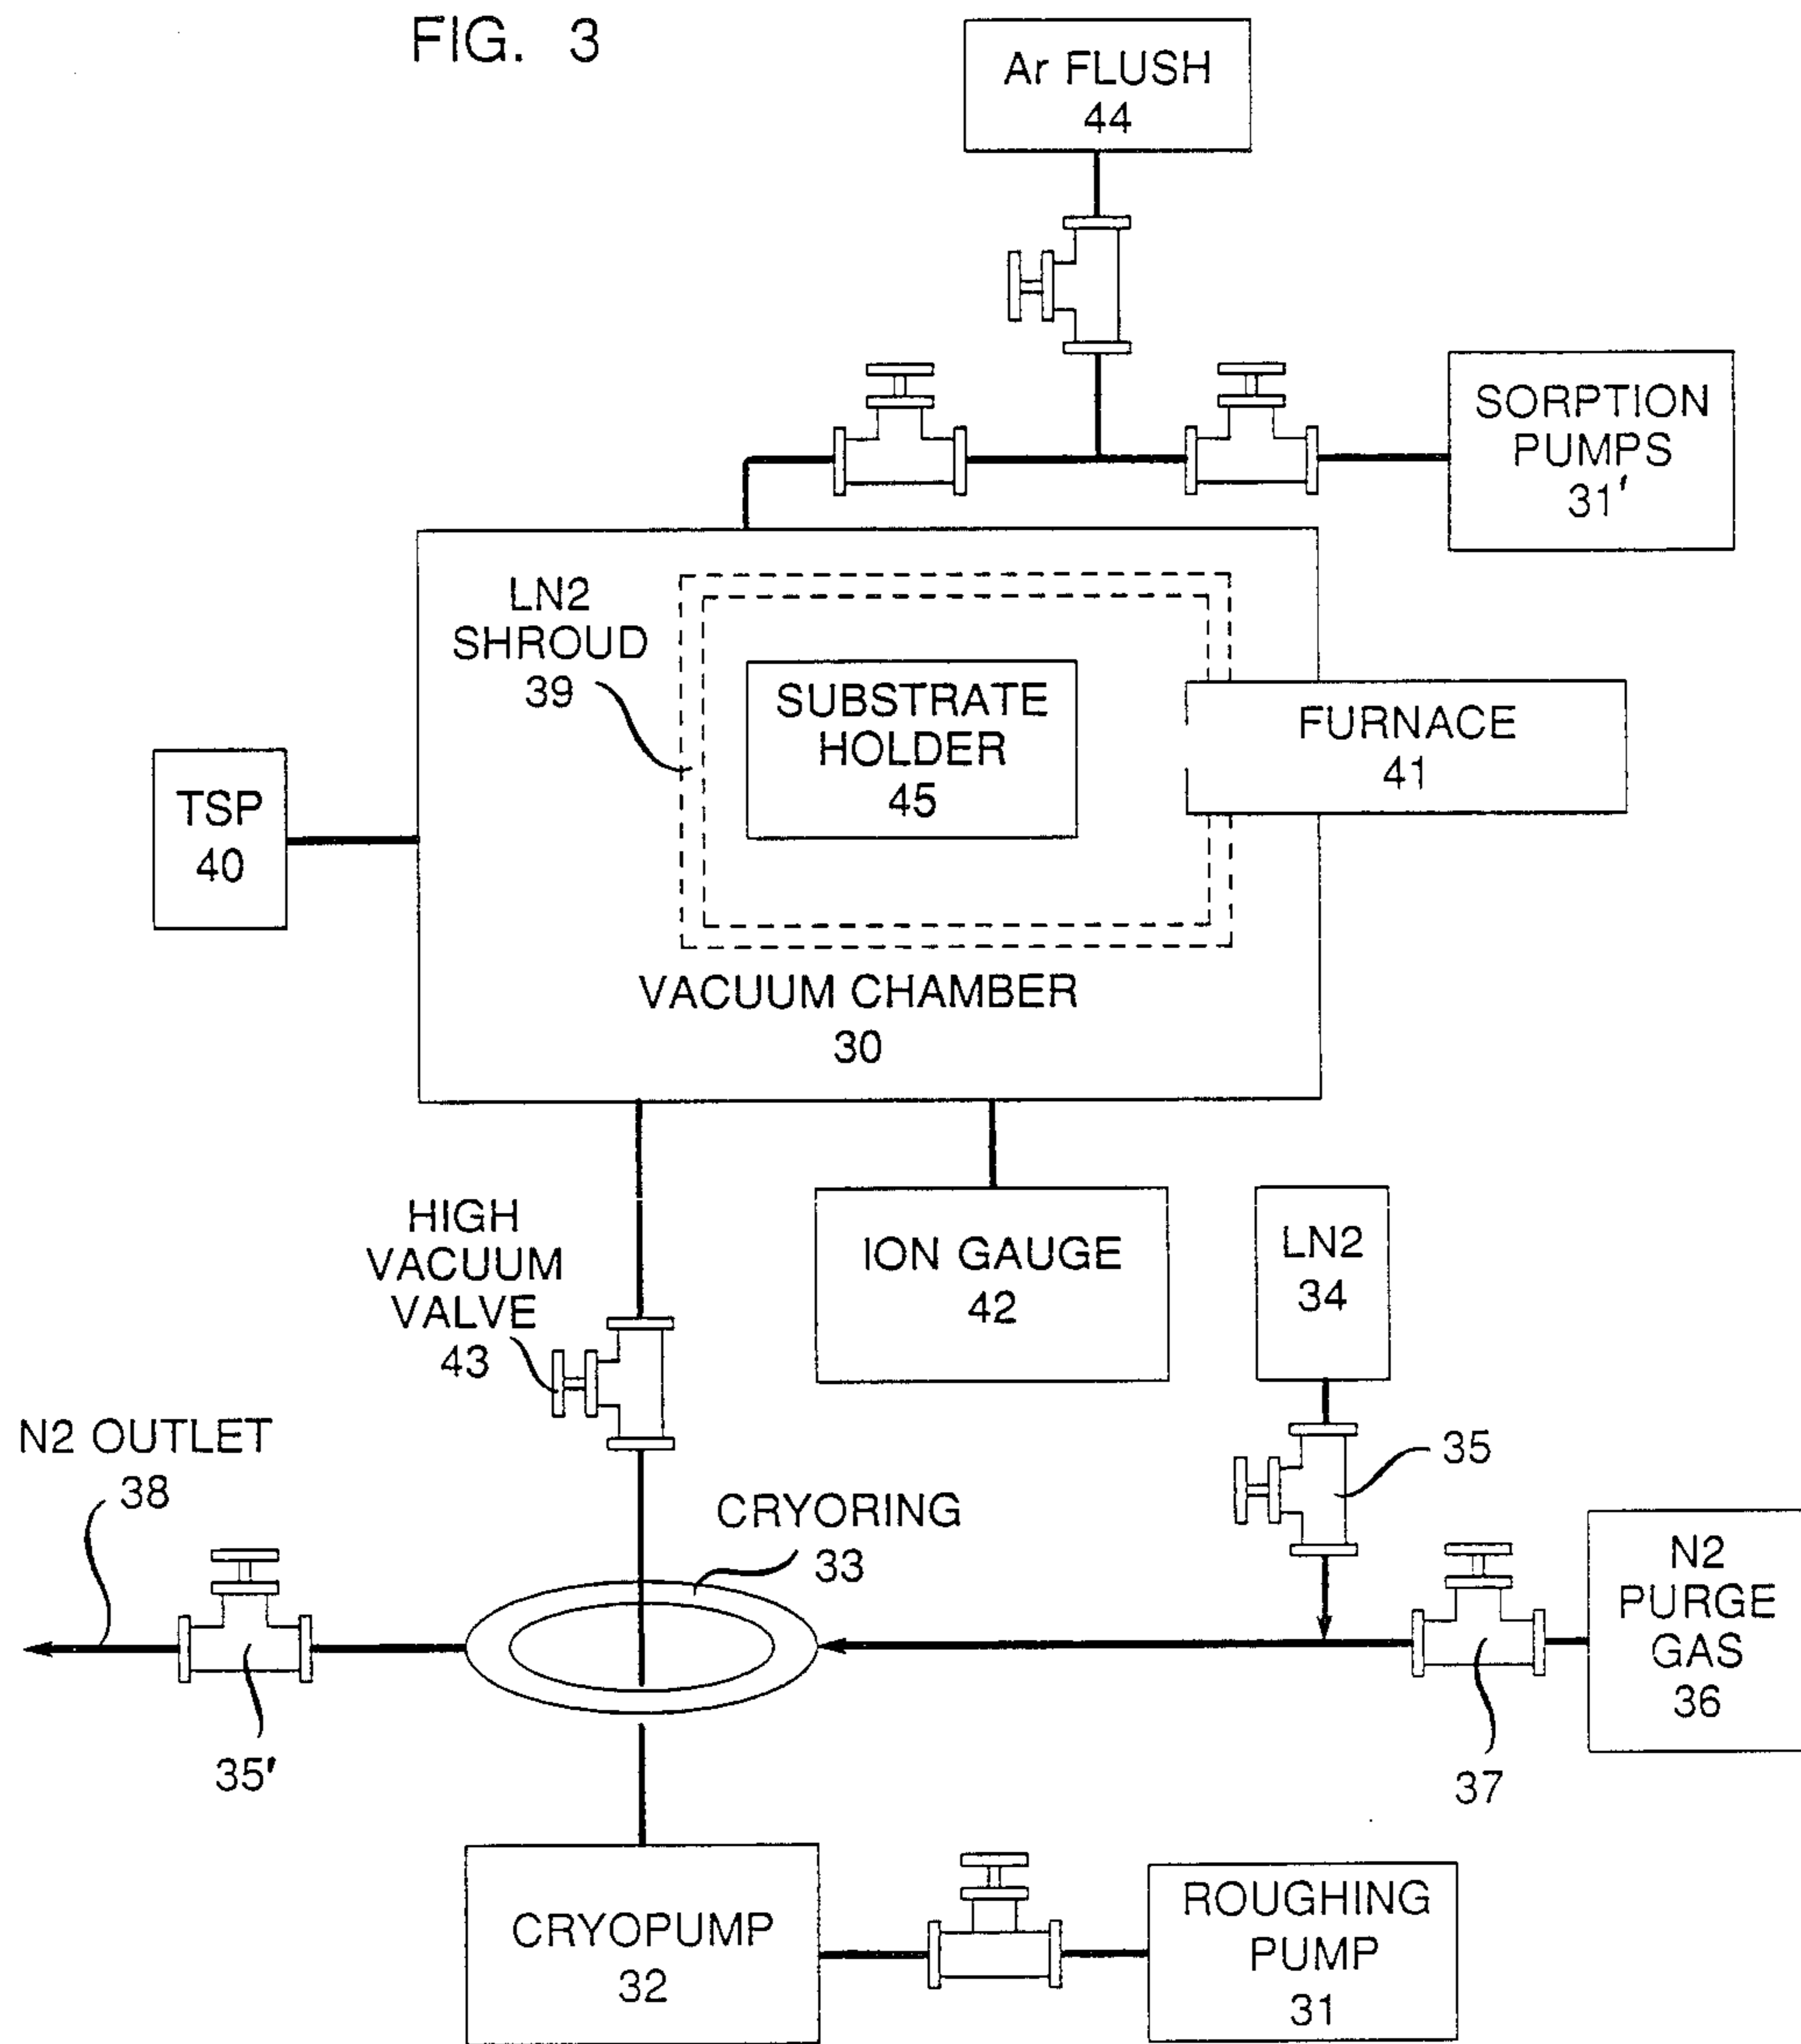 FIG. 3
Ar FLUSH
44
SORPTION
PUMPS
31'
LN2
SHROUD
39
SUBSTRATE
HOLDER
45
FURNACE
41
TSP
40
VACUUM CHAMBER
30
HIGH
VACUUM
VALVE
43
ION GAUGE
42
LN2
34
N2 OUTLET
38
35
CRYORING
33
N2
PURGE
GAS
36
35'
37
CRYOPUMP
32
ROUGHING
PUMP
31